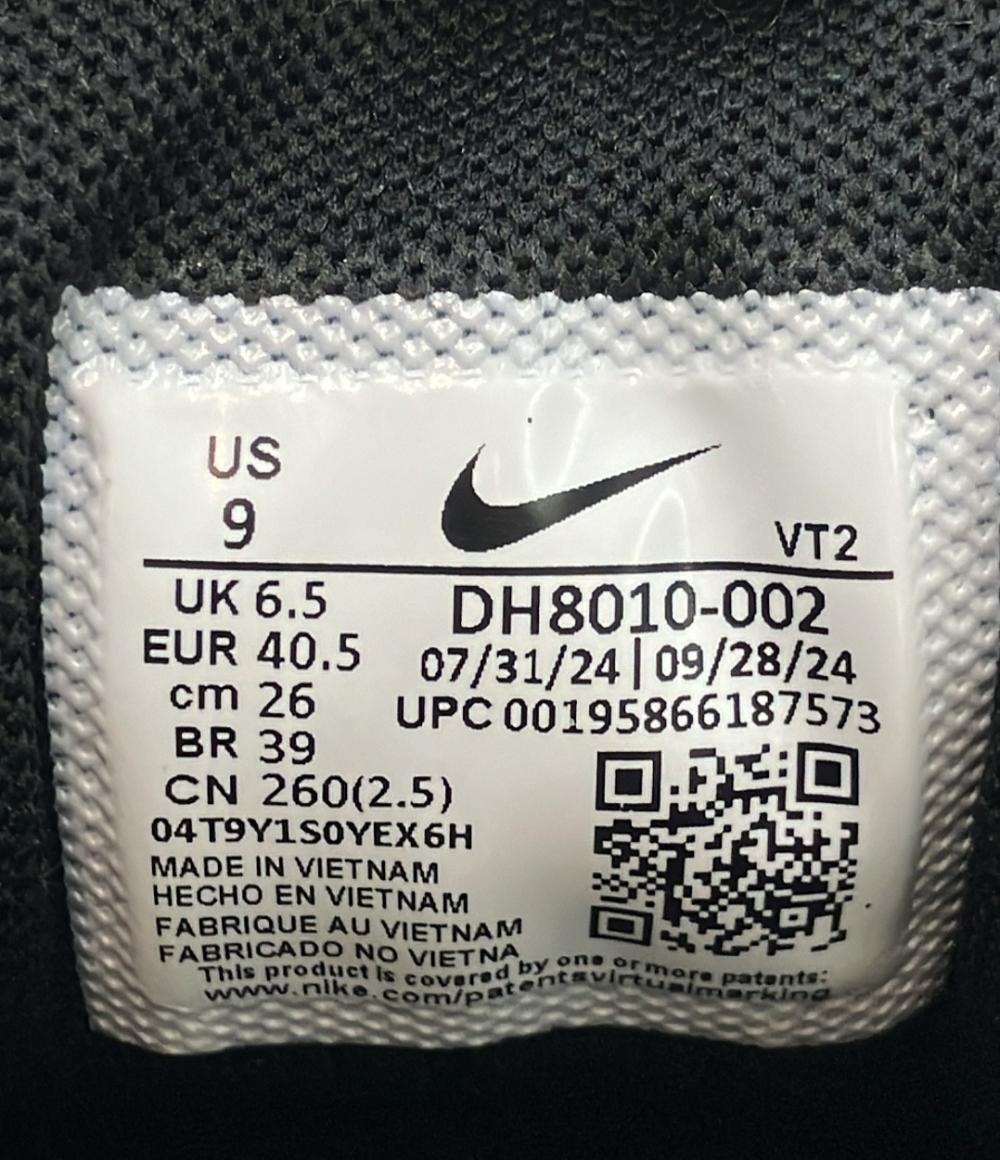 US
9
VT2
UK 6.5
EUR 40.5
cm 26
BR 39
CN 260(2.5)
04T9Y1S0YEX6H
DH8010-002
07/31/24|09/28/24
UPC 00195866187573
MADE IN VIETNAM
HECHO EN VIETNAM
FABRIQUE AU VIETNAM
FABRICADO NO VIETNA
This product is covered by one or more patents:
www.nike.com/patentsvirtualmarking